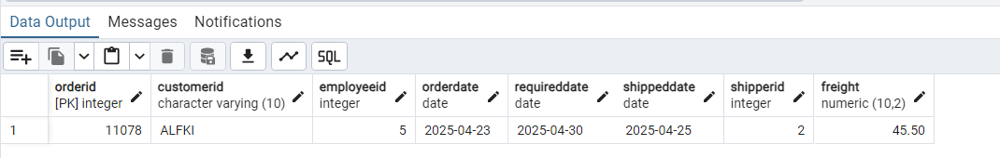 Data Output Messages Notifications
SQL
orderid customerid employeeid orderdate requireddate shippeddate shipperid freight
[PK] integer character varying (10) integer date date date integer numeric (10,2)
1 11078 ALFKI 5 2025-04-23 2025-04-30 2025-04-25 2 45.50